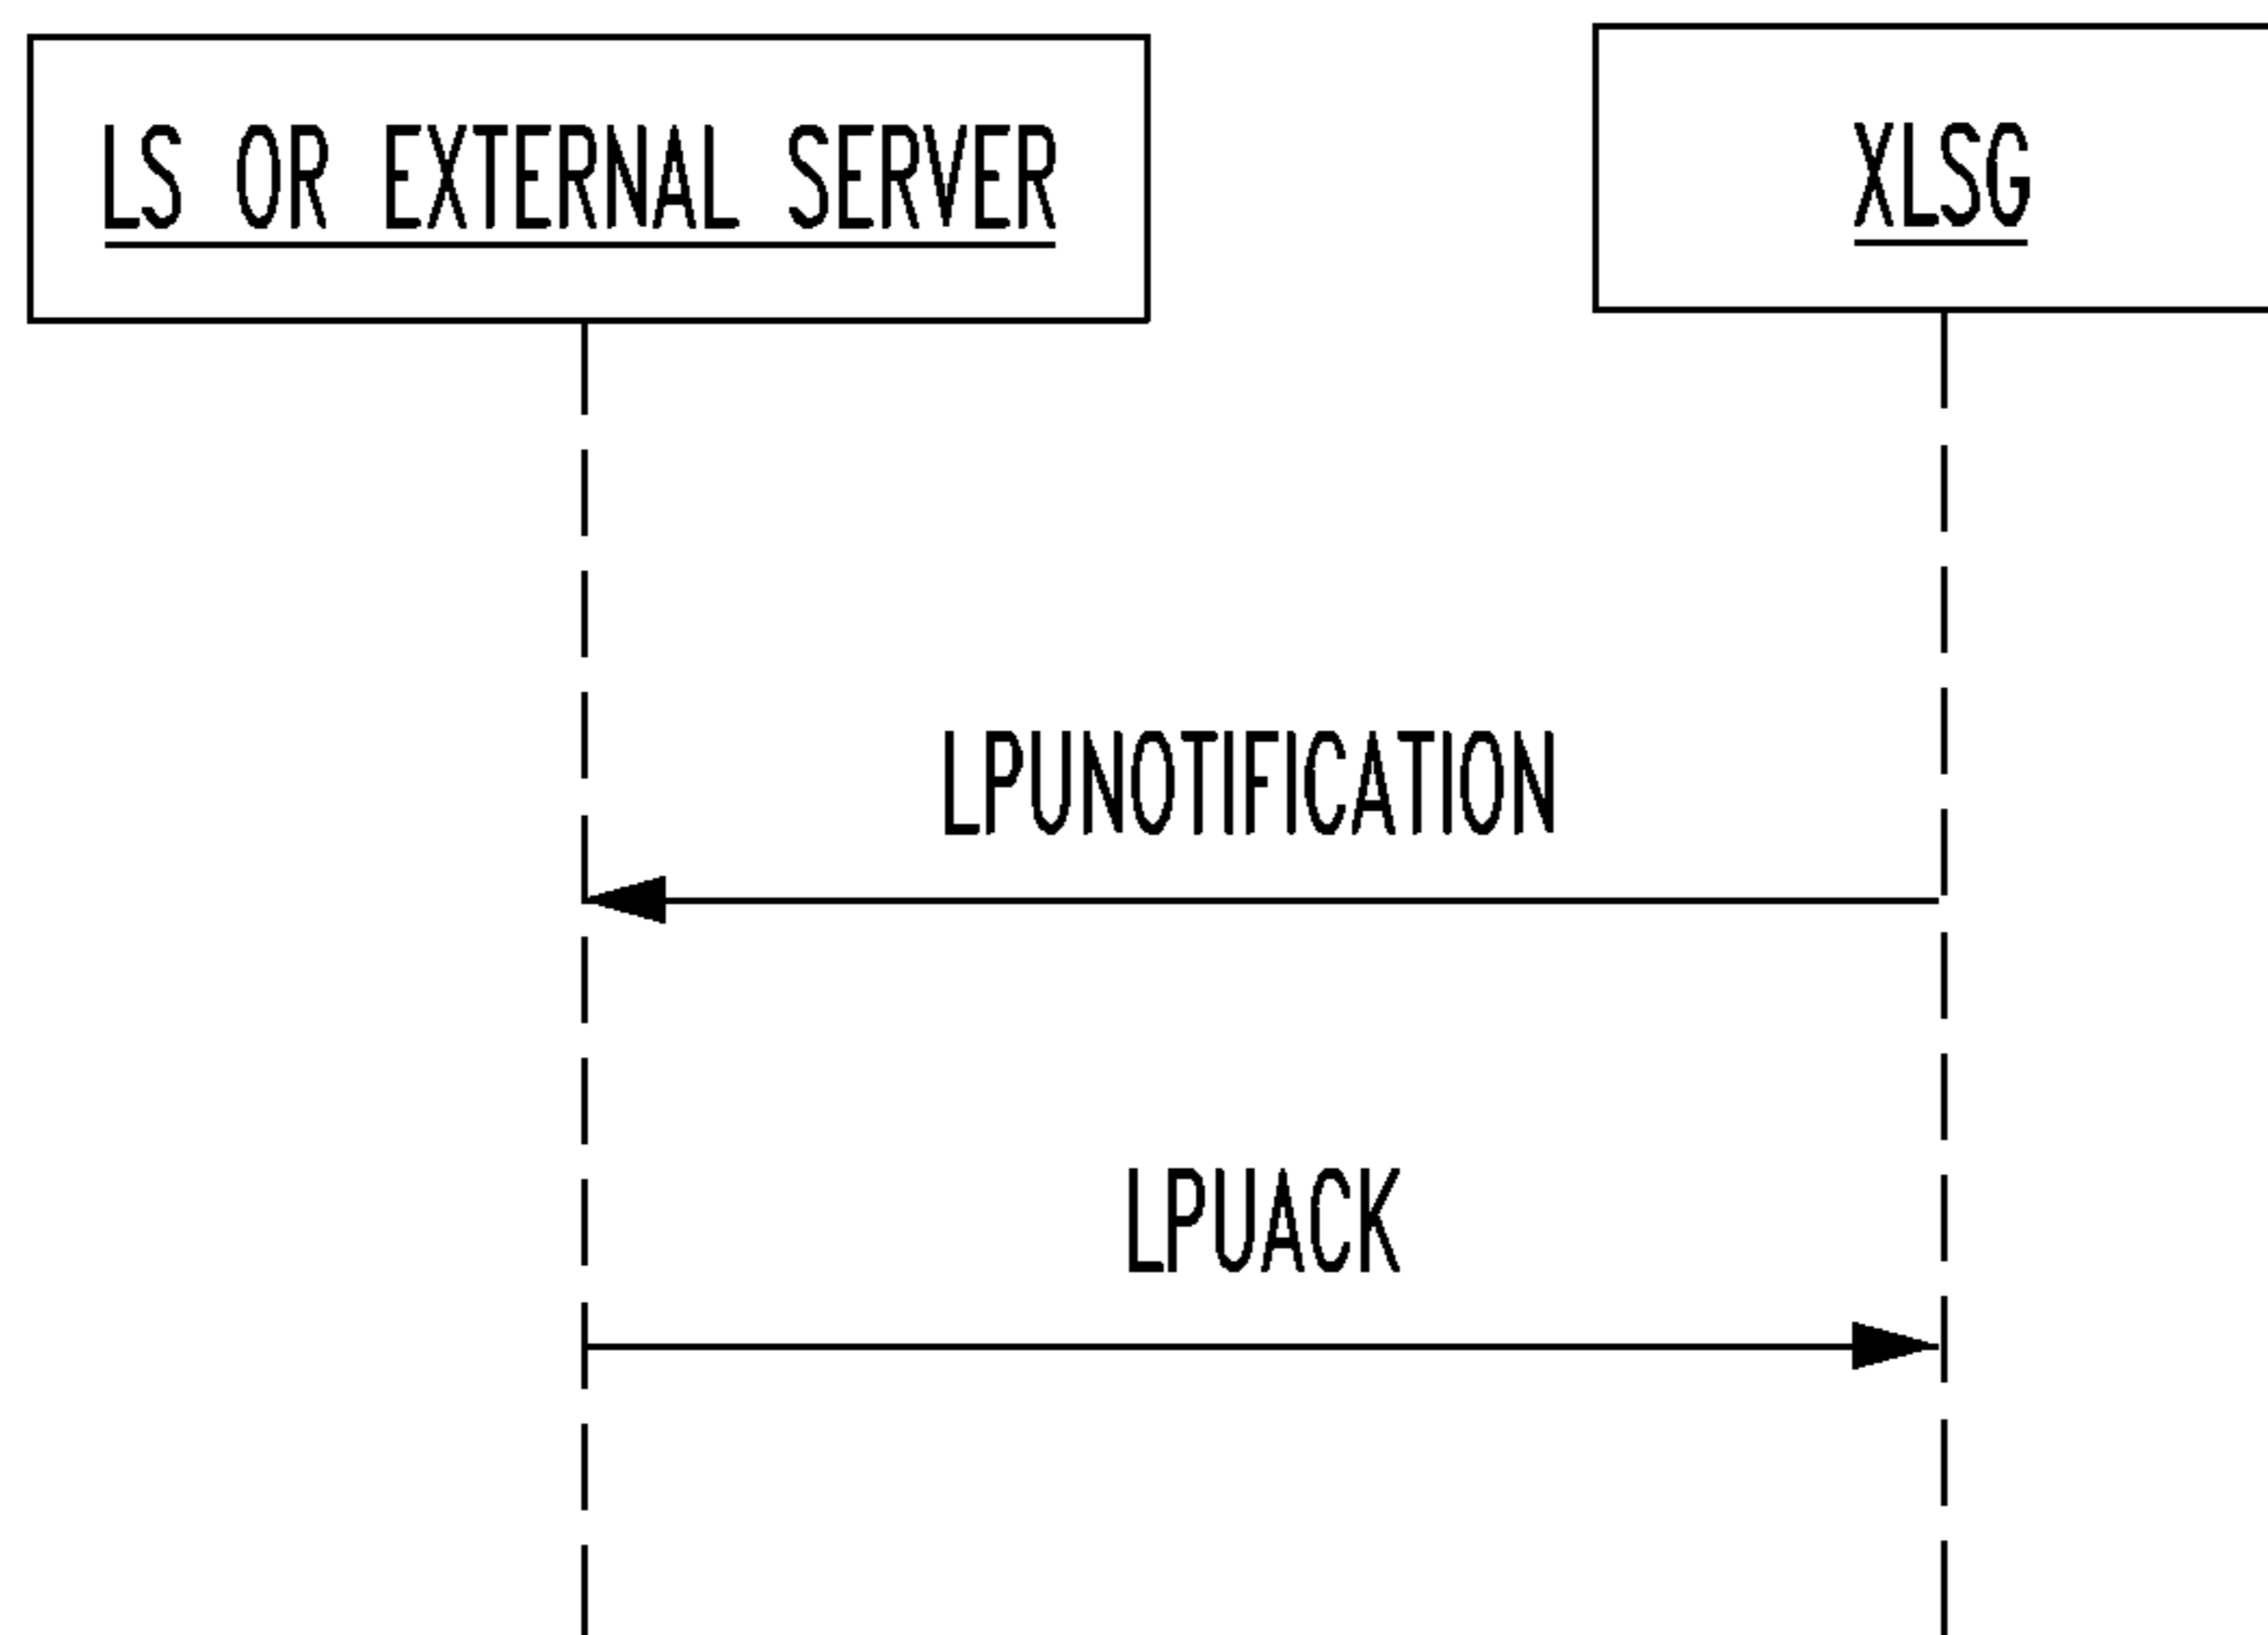 LS OR EXTERNAL SERVER
XLSG
LPUNOTIFICATION
LPUACK